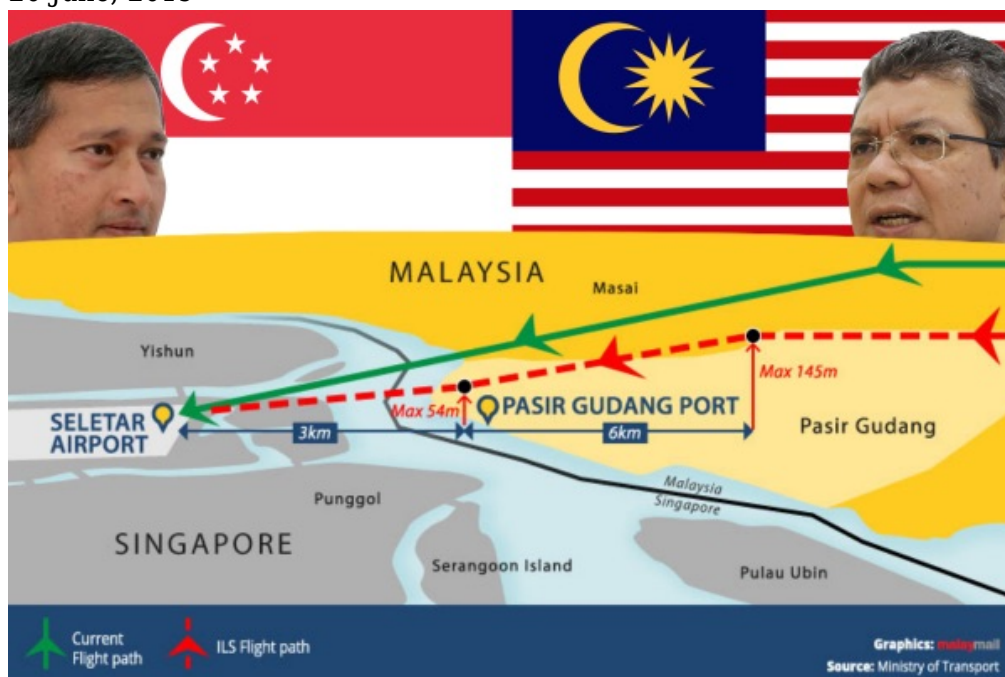 MALAYSIA
Masai
Yishun
Max 145m
Max 54m
PASIR GUDANG PORT
SELETAR
AIRPORT
3km
6km
Pasir Gudang
Punggol
Malaysia
Singapore
SINGAPORE
Serangoon Island
Pulau Ubin
Current
Flight path
ILS Flight path
Graphics: malaymail
Source: Ministry of Transport